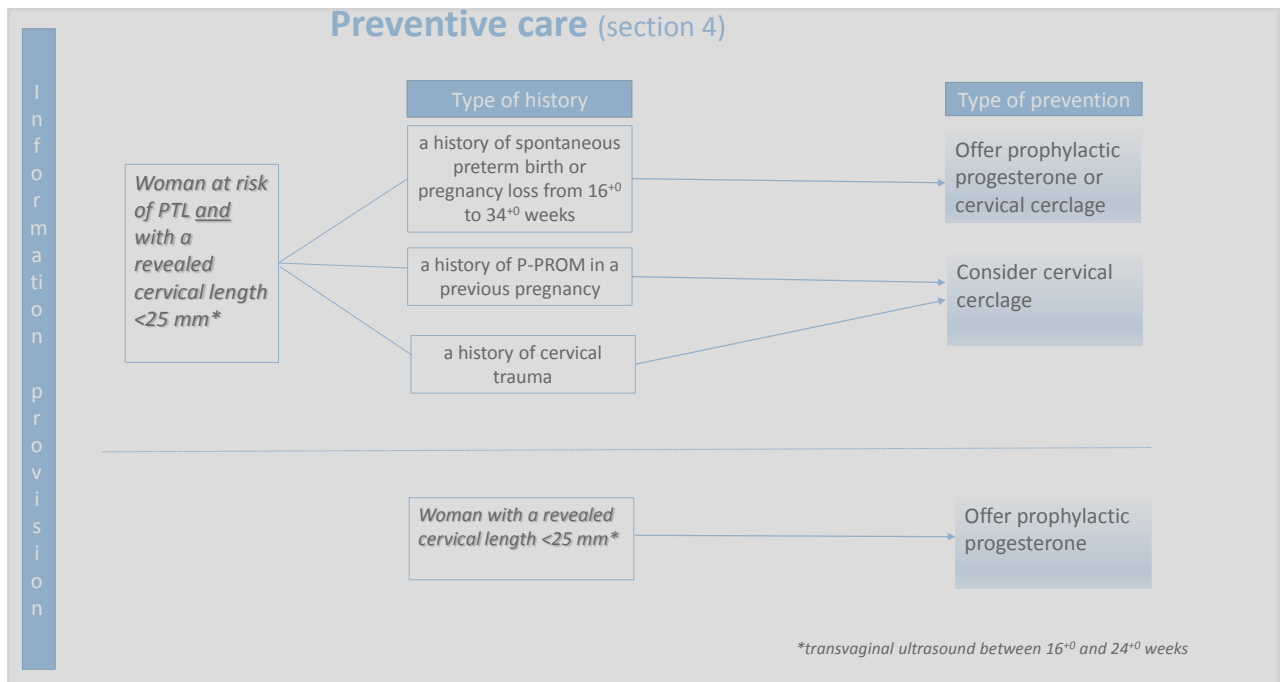 Preventive care (section 4)
Information provision
Type of history
Type of prevention
Woman at risk
of PTL and
with a
revealed
cervical length
<25 mm*
a history of spontaneous
preterm birth or
pregnancy loss from 16⁺⁰
to 34⁺⁰ weeks
Offer prophylactic
progesterone or
cervical cerclage
a history of P-PROM in a
previous pregnancy
Consider cervical
cerclage
a history of cervical
trauma
Woman with a revealed
cervical length <25 mm*
Offer prophylactic
progesterone
*transvaginal ultrasound between 16⁺⁰ and 24⁺⁰ weeks